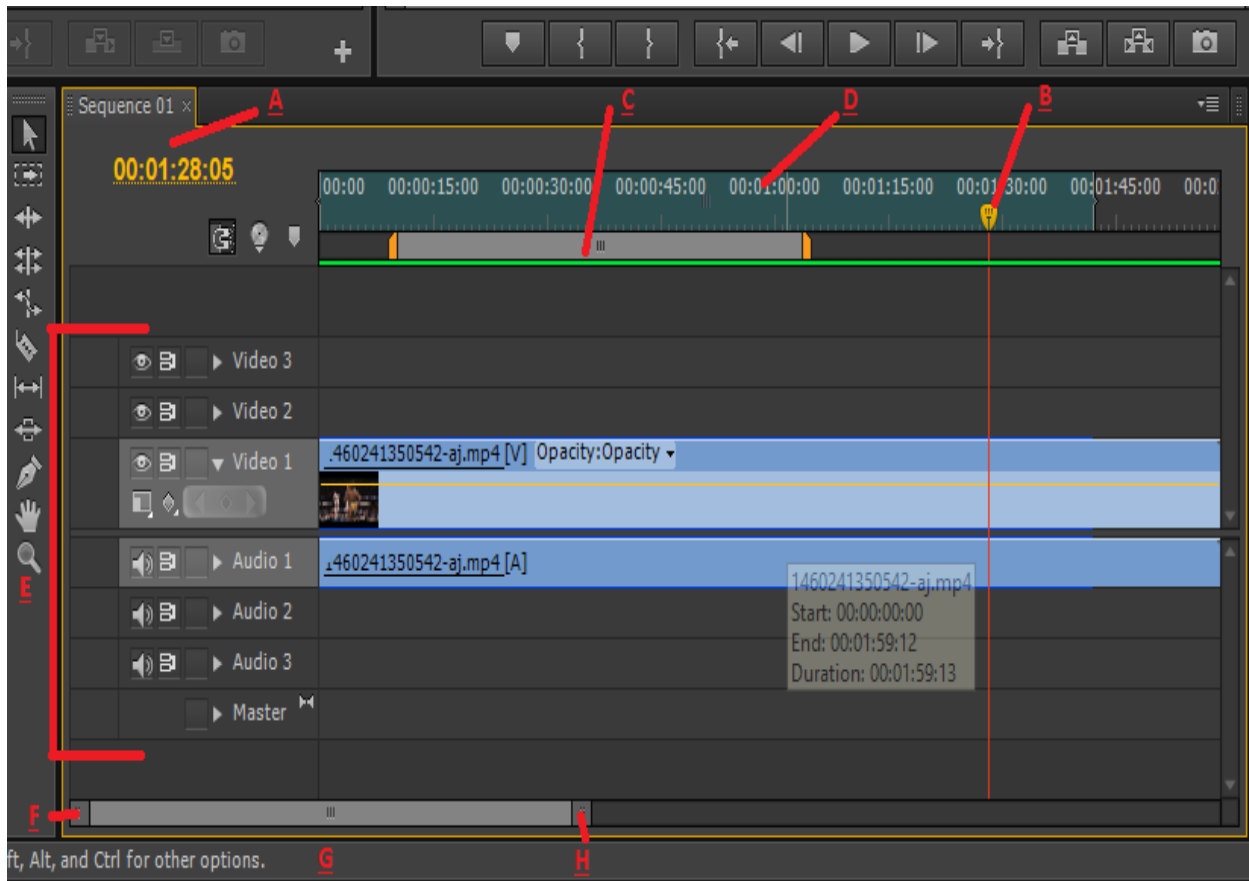 Sequence 01
A
C
D
B
00:01:28:05
00:00 00:00:15:00 00:00:30:00 00:00:45:00 00:01:00:00 00:01:15:00 00:01:30:00 00:01:45:00 00:0
Video 3
Video 2
Video 1
.460241350542-aj.mp4 [V] Opacity:Opacity
Audio 1
1460241350542-aj.mp4 [A]
E
1460241350542-aj.mp4
Start: 00:00:00:00
End: 00:01:59:12
Duration: 00:01:59:13
Audio 2
Audio 3
Master
F
ft, Alt, and Ctrl for other options.
G
H